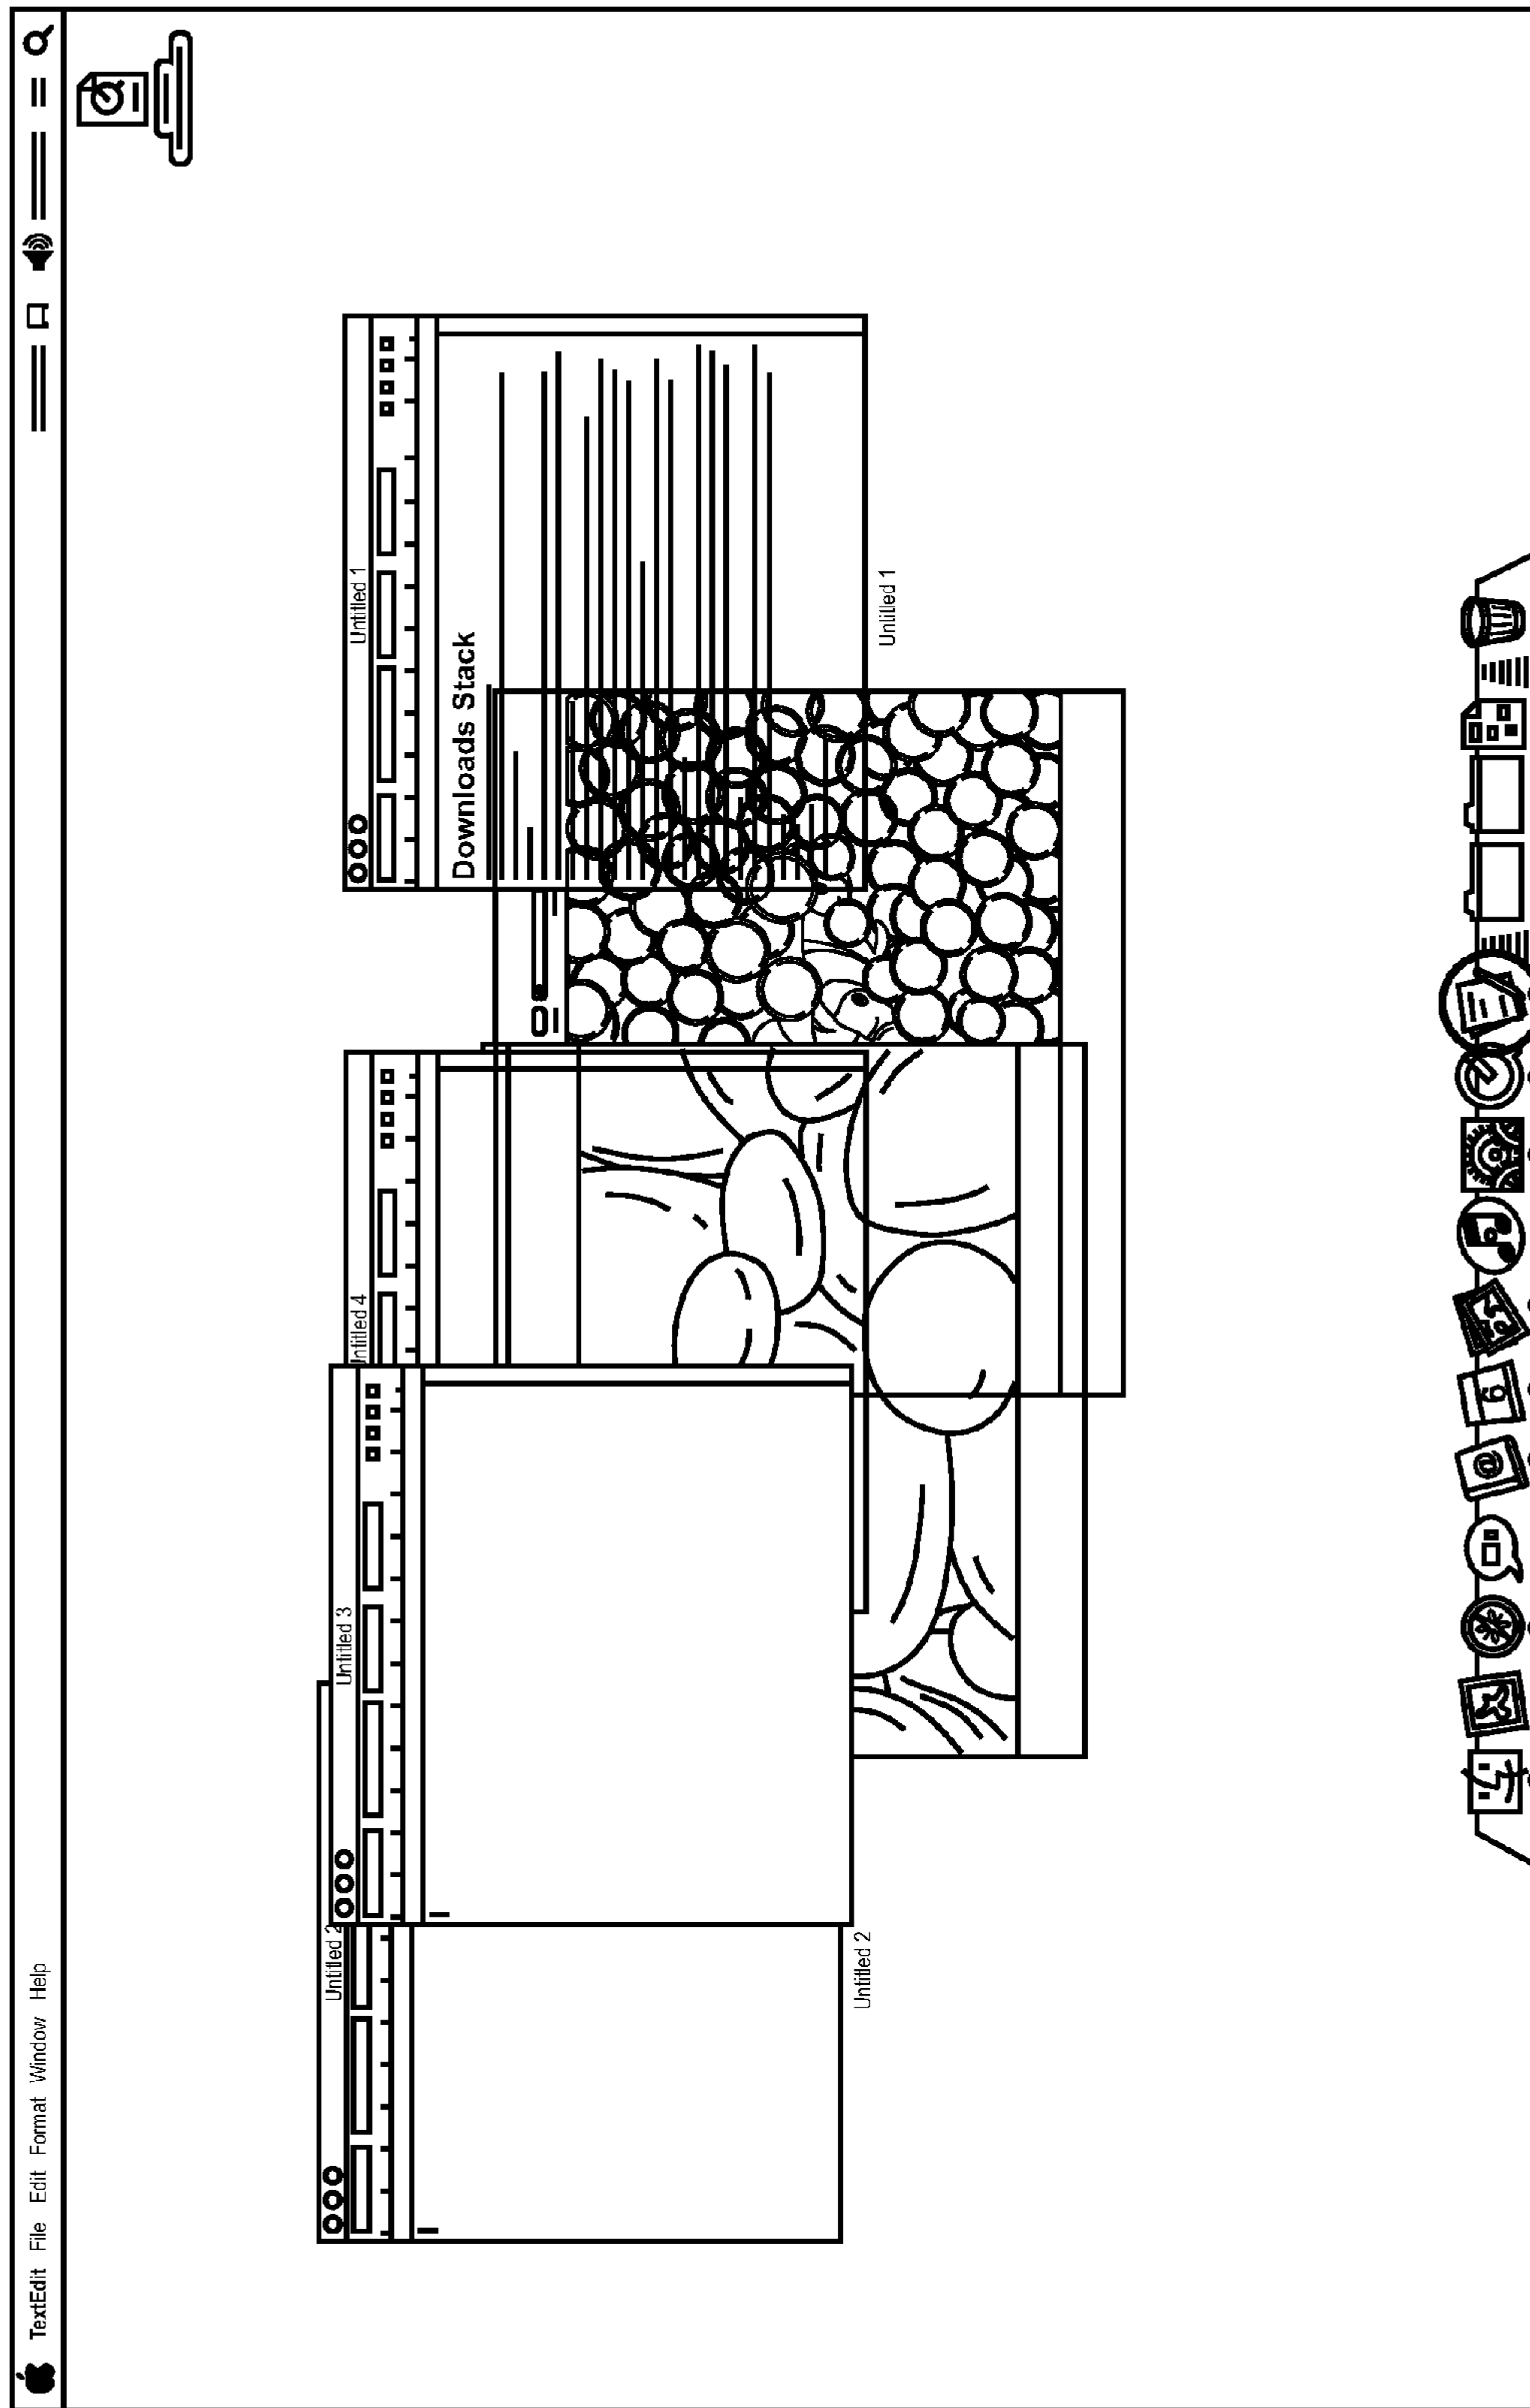 TextEdit File Edit Format Window Help
Untitled 2
Untitled 3
Untitled 4
Untitled 1
Downloads Stack
Untitled 2
Untitled 1
@
6